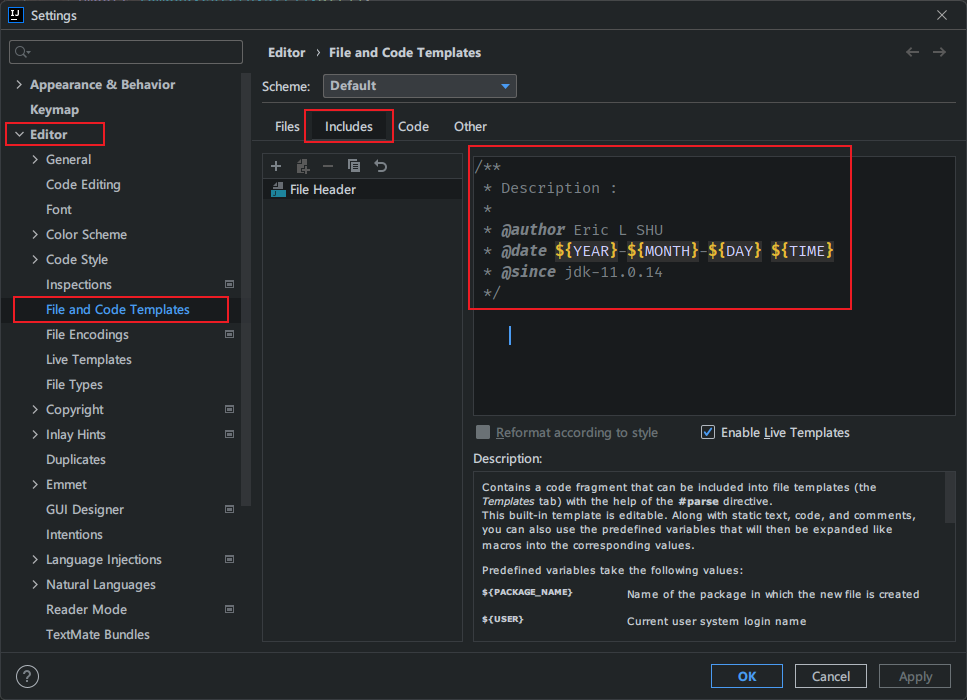 Settings
Editor › File and Code Templates
Scheme: Default
Appearance & Behavior
Keymap
Editor
General
Code Editing
Font
Color Scheme
Code Style
Inspections
File and Code Templates
File Encodings
Live Templates
File Types
Copyright
Inlay Hints
Duplicates
Emmet
GUI Designer
Intentions
Language Injections
Natural Languages
Reader Mode
TextMate Bundles
Files Includes Code Other
File Header
/**
* Description :
*
* @author Eric L SHU
* @date ${YEAR}-${MONTH}-${DAY} ${TIME}
* @since jdk-11.0.14
*/
Reformat according to style Enable Live Templates
Description:
Contains a code fragment that can be included into file templates (the
Templates tab) with the help of the #parse directive.
This built-in template is editable. Along with static text, code, and comments,
you can also use the predefined variables that will then be expanded like
macros into the corresponding values.
Predefined variables take the following values:
${PACKAGE_NAME} Name of the package in which the new file is created
${USER} Current user system login name
? OK Cancel Apply